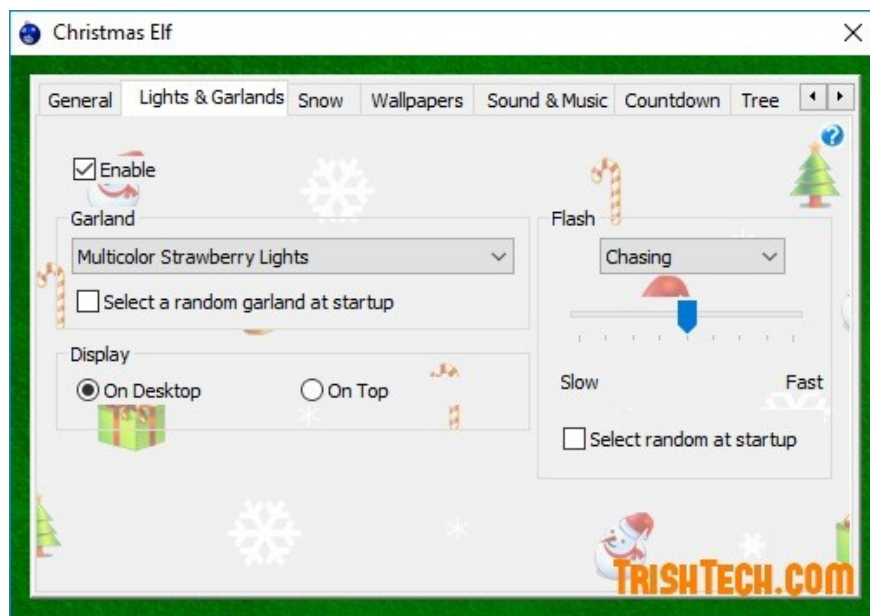 Christmas Elf
General Lights & Garlands Snow Wallpapers Sound & Music Countdown Tree
Enable
Garland
Multicolor Strawberry Lights
Select a random garland at startup
Display
On Desktop On Top
Flash
Chasing
Slow Fast
Select random at startup
TRISHTECH.COM